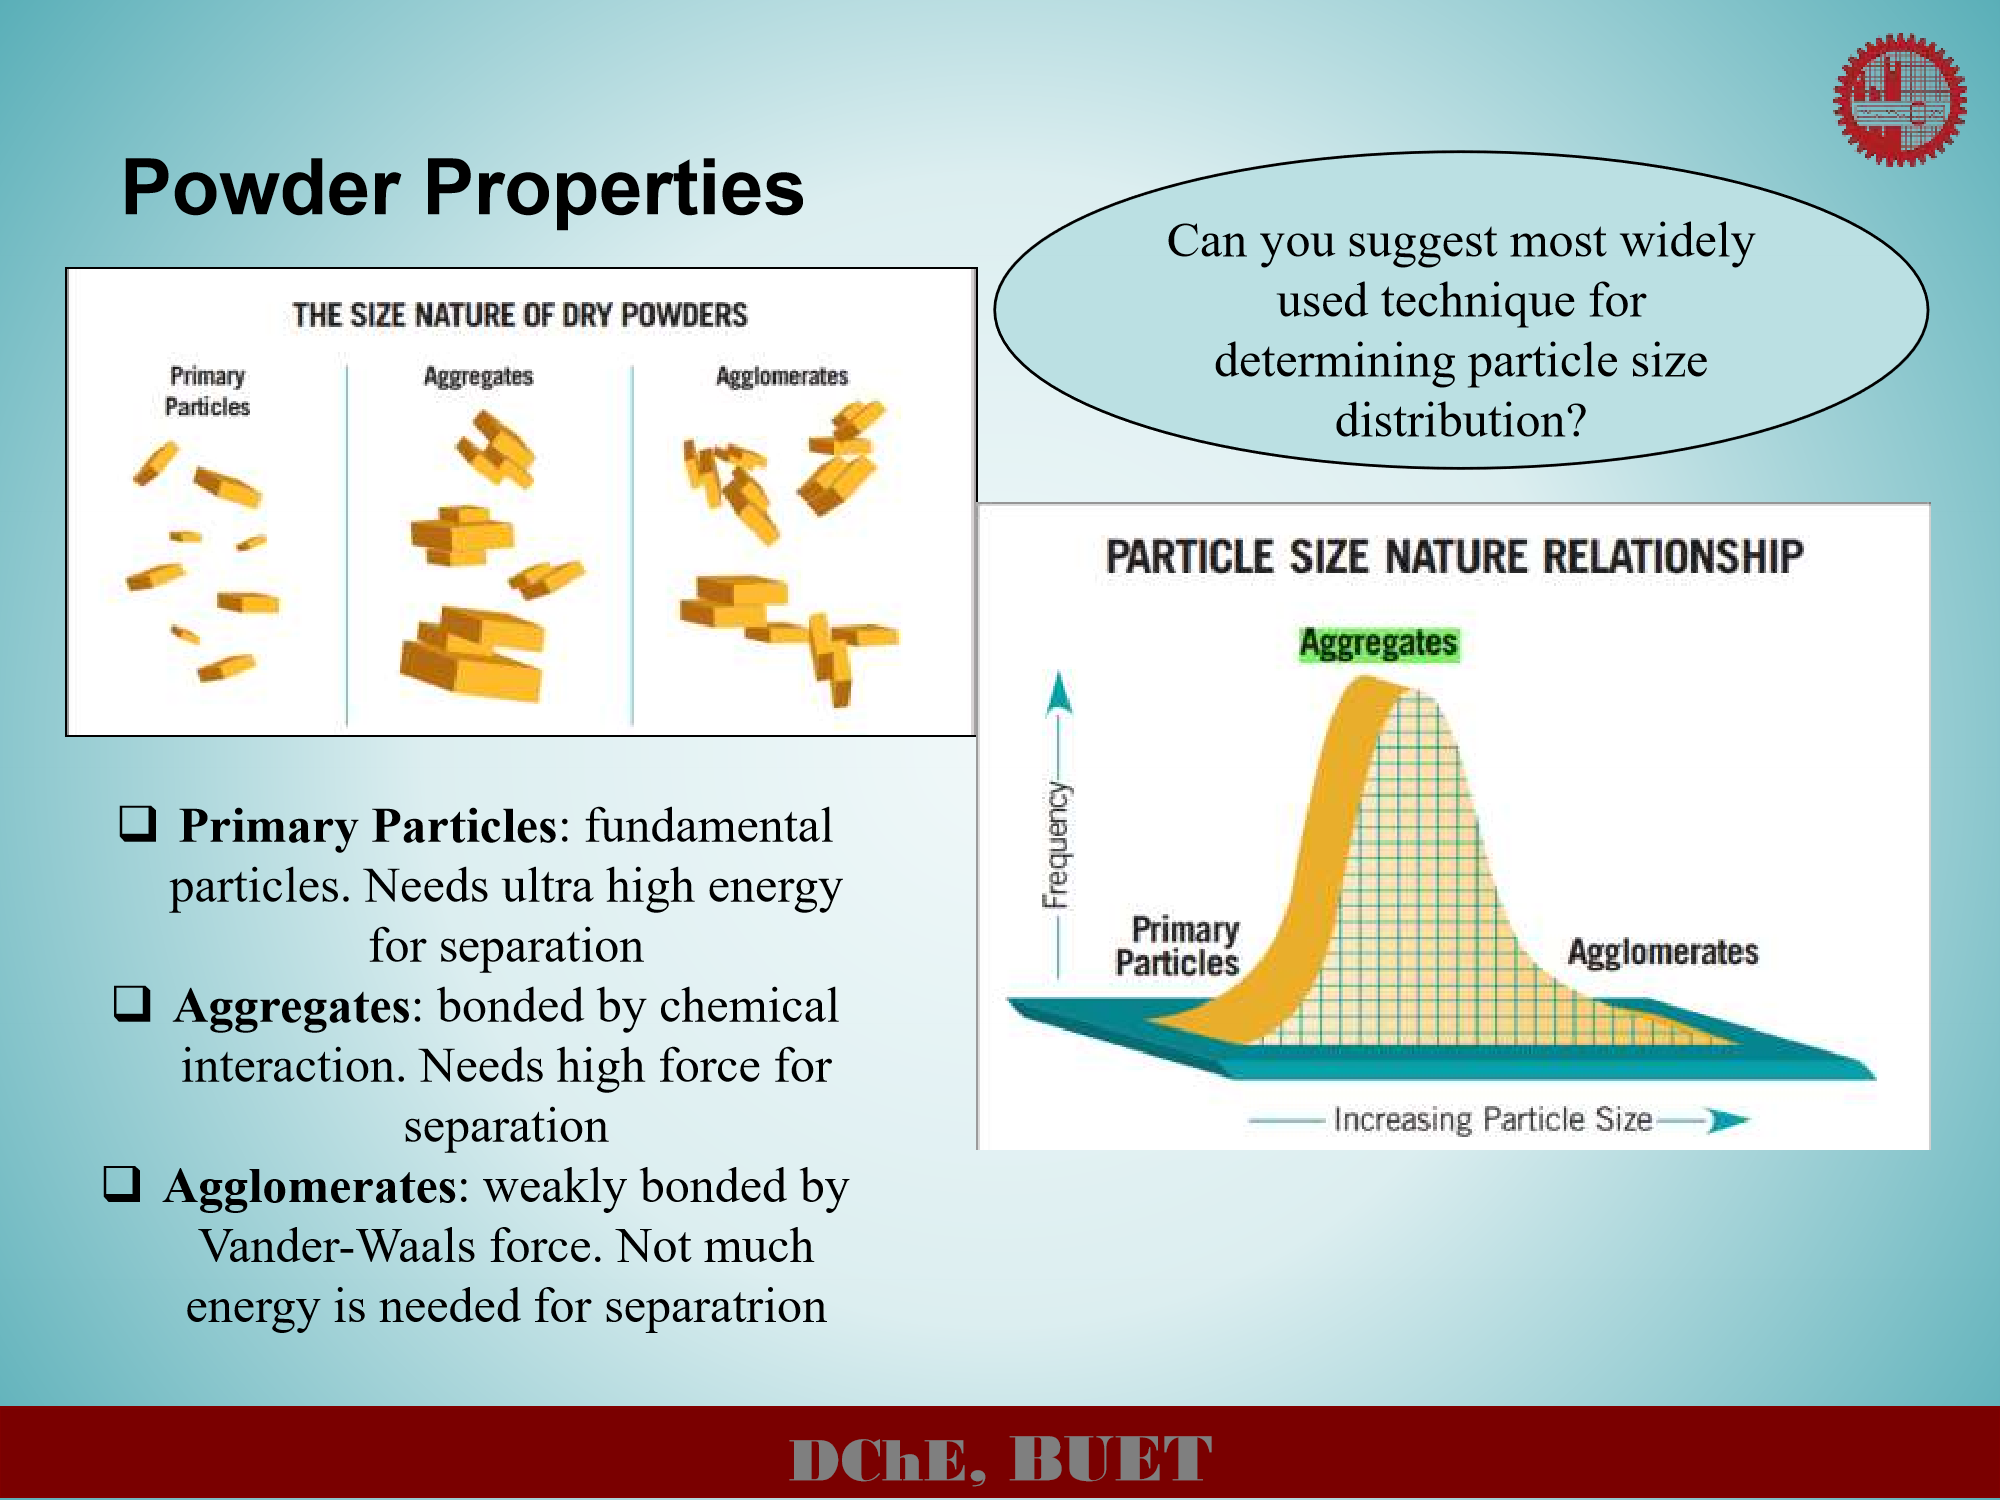 Powder Properties
Can you suggest most widely
used technique for
determining particle size
distribution?
THE SIZE NATURE OF DRY POWDERS
Primary
Particles
Aggregates
Agglomerates
PARTICLE SIZE NATURE RELATIONSHIP
Aggregates
Frequency
Primary
Particles
Agglomerates
Increasing Particle Size
❑ Primary Particles: fundamental
particles. Needs ultra high energy
for separation
❑ Aggregates: bonded by chemical
interaction. Needs high force for
separation
❑ Agglomerates: weakly bonded by
Vander-Waals force. Not much
energy is needed for separatrion
DChE, BUET